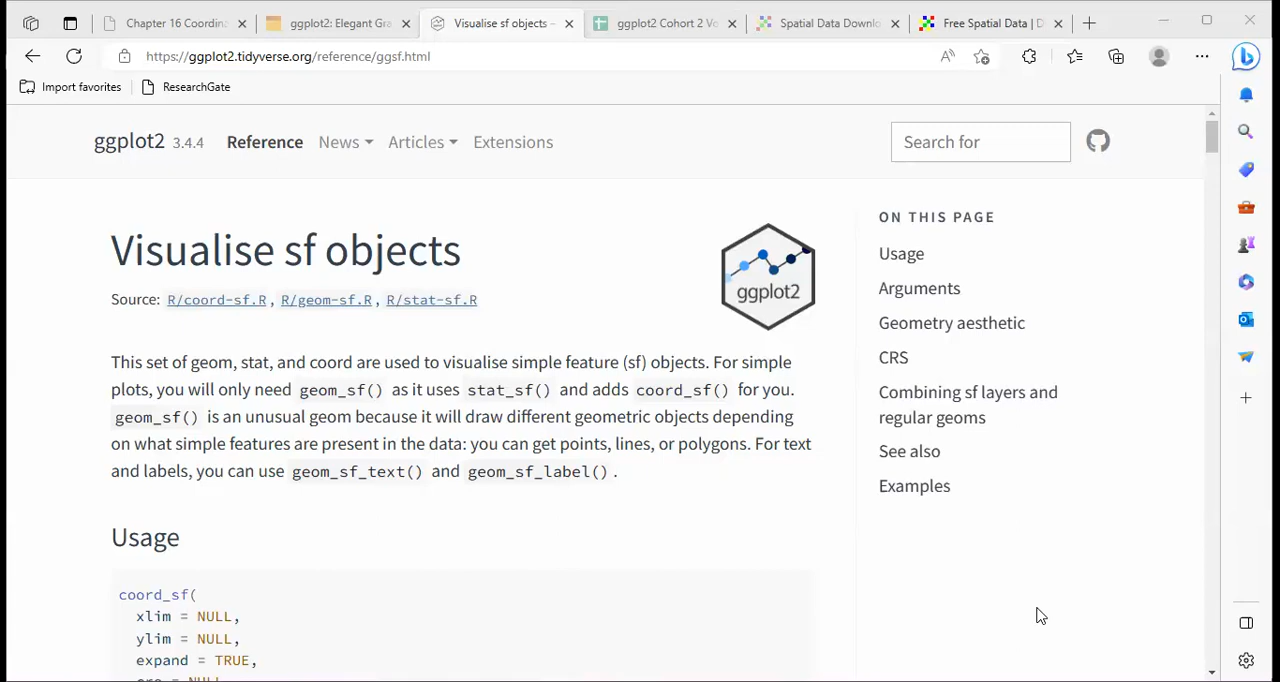 Chapter 16 Coordina
ggplot2: Elegant Gra
Visualise sf objects –
ggplot2 Cohort 2 Vo
Spatial Data Downlo
Free Spatial Data | D
https://ggplot2.tidyverse.org/reference/ggsf.html
Import favorites
ResearchGate
ggplot2 3.4.4 Reference News Articles Extensions
Search for
Visualise sf objects
Source: R/coord-sf.R, R/geom-sf.R, R/stat-sf.R
ggplot2
This set of geom, stat, and coord are used to visualise simple feature (sf) objects. For simple
plots, you will only need geom_sf() as it uses stat_sf() and adds coord_sf() for you.
geom_sf() is an unusual geom because it will draw different geometric objects depending
on what simple features are present in the data: you can get points, lines, or polygons. For text
and labels, you can use geom_sf_text() and geom_sf_label().
Usage
coord_sf(
xlim = NULL,
ylim = NULL,
expand = TRUE,
ON THIS PAGE
Usage
Arguments
Geometry aesthetic
CRS
Combining sf layers and
regular geoms
See also
Examples